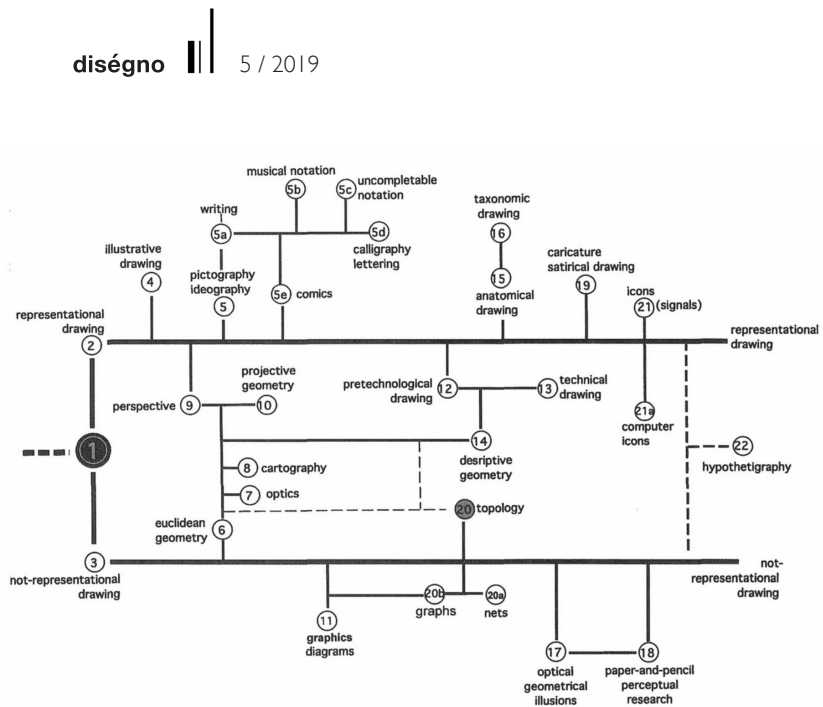 diségno 5 / 2019
musical notation
5b
5c
uncompletable
notation
writing
5a
5d
calligraphy
lettering
taxonomic
drawing
16
illustrative
drawing
4
pictography
ideography
5
5e
comics
15
anatomical
drawing
caricature
satirical drawing
19
icons
21
(signals)
representational
drawing
2
representational
drawing
perspective
9
projective
geometry
10
pretechnological
drawing
12
13
technical
drawing
21a
computer
icons
1
14
desriptive
geometry
22
hypothetigraphy
8
cartography
7
optics
20
topology
euclidean
geometry
6
3
not-representational
drawing
not-
representational
drawing
11
graphics
diagrams
20b
graphs
20a
nets
17
optical
geometrical
illusions
18
paper-and-pencil
perceptual
research